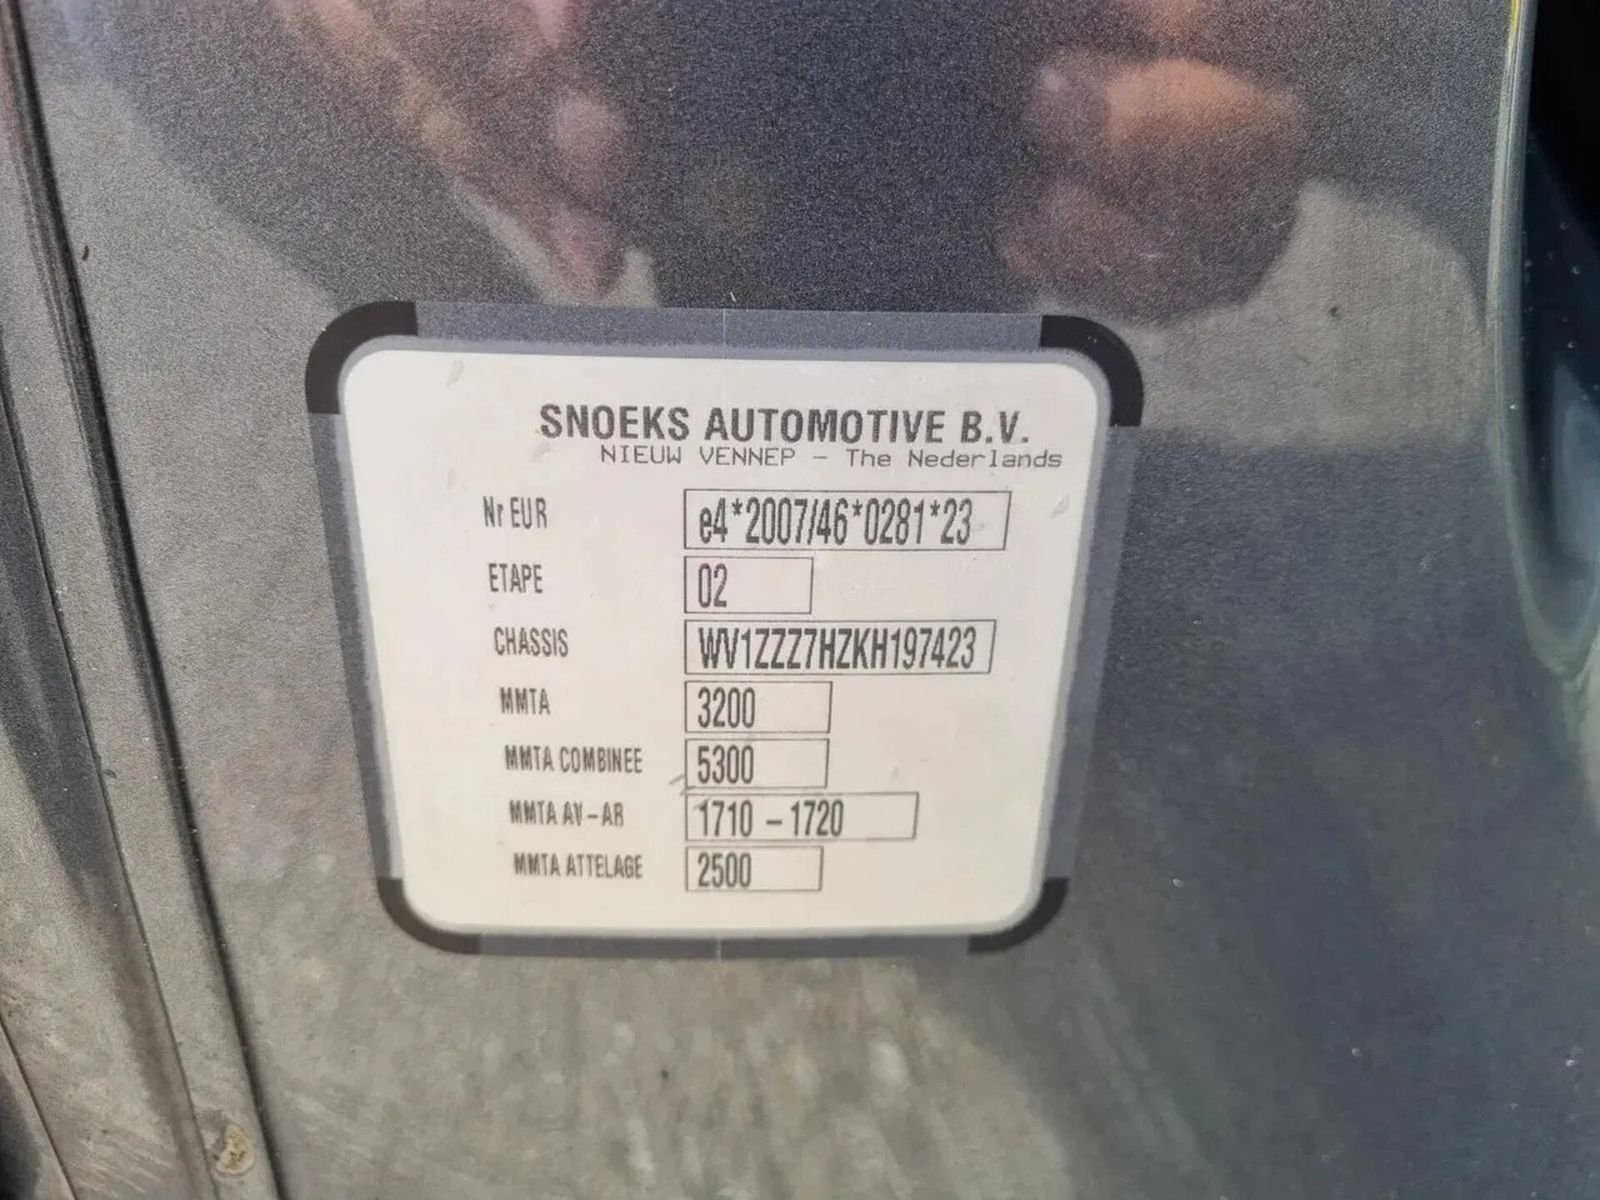 SNOEKS AUTOMOTIVE B.V.
NIEUW VENNEP - The Nederlands
Nr EUR e4*2007/46*0281*23
ETAPE 02
CHASSIS WV1ZZZ7HZKH197423
MMTA 3200
MMTA COMBINEE 5300
MMTA AV-AR 1710 - 1720
MMTA ATTELAGE 2500